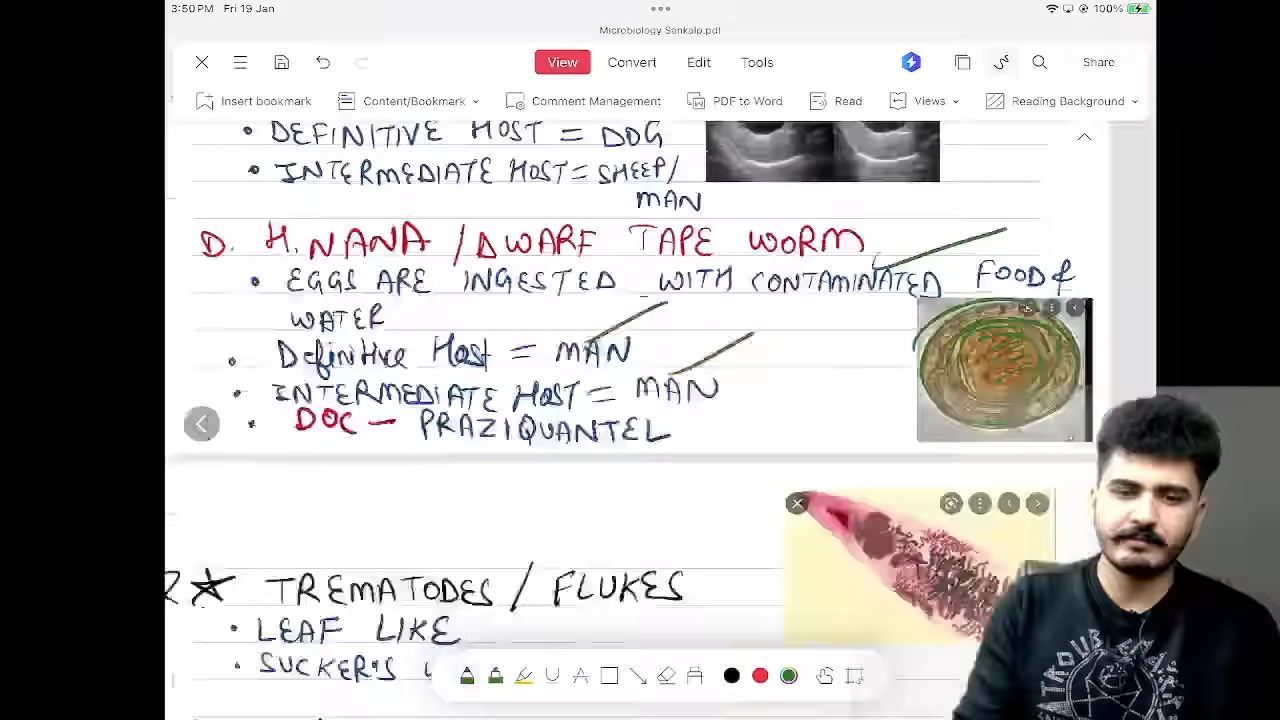 3:50 PM Fri 19 Jan
100%
Microbiology Sankalp.pdf
View Convert Edit Tools Share
Insert bookmark Content/Bookmark Comment Management PDF to Word Read Views Reading Background
• DEFINITIVE HOST = DOG
• INTERMEDIATE HOST = SHEEP/
MAN
D. H. NANA / DWARF TAPE WORM
• EGGS ARE INGESTED WITH CONTAMINATED FOOD &
WATER
• Definitive Host = MAN
• INTERMEDIATE HOST = MAN
• DOC - PRAZIQUANTEL
★ TREMATODES / FLUKES
• LEAF LIKE
• SUCKER'S